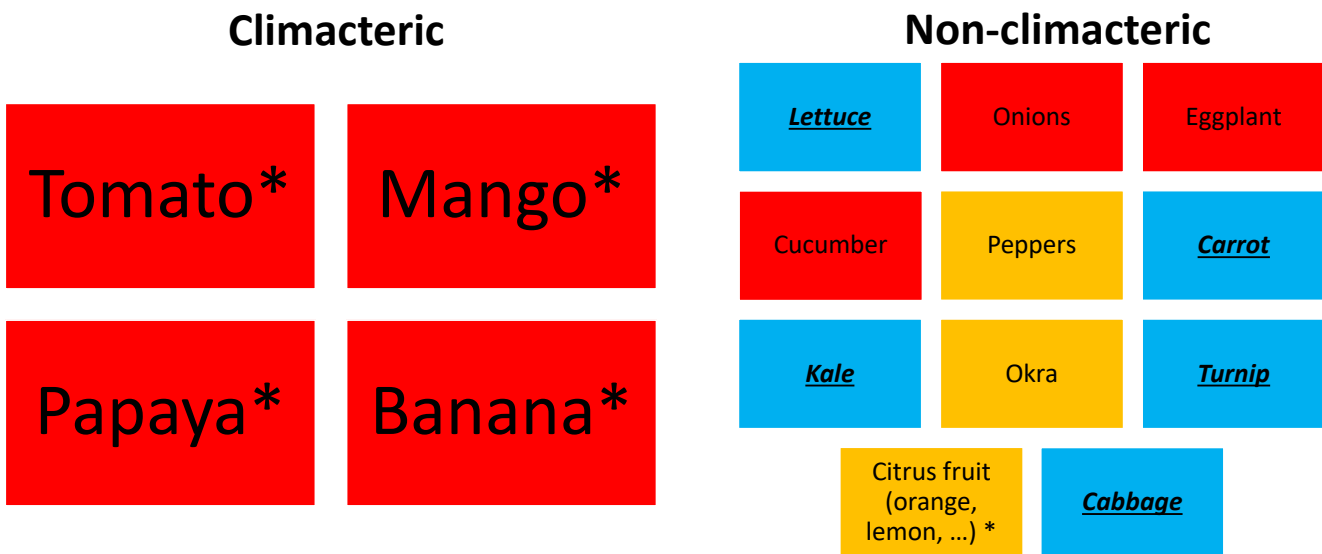 Climacteric
Tomato*
Mango*
Papaya*
Banana*
Non-climacteric
Lettuce
Onions
Eggplant
Cucumber
Peppers
Carrot
Kale
Okra
Turnip
Citrus fruit
(orange,
lemon, ...) *
Cabbage